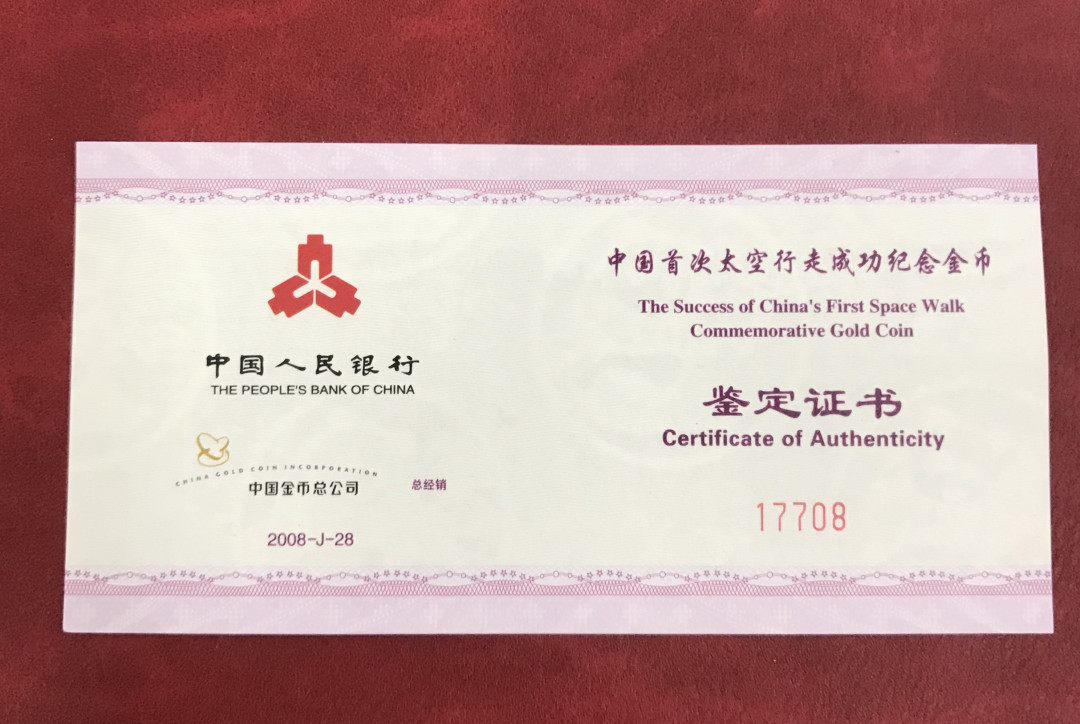 中国人民银行
THE PEOPLE'S BANK OF CHINA
CHINA GOLD COIN INCORPORATION
中国金币总公司
总经销
2008-J-28
中国首次太空行走成功纪念金币
The Success of China's First Space Walk
Commemorative Gold Coin
鉴定证书
Certificate of Authenticity
17708